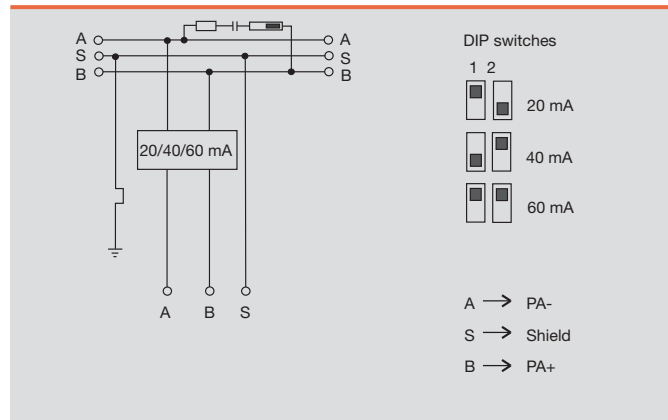 A A
S S
B B
20/40/60 mA
A B S
DIP switches
1 2
20 mA
40 mA
60 mA
A → PA-
S → Shield
B → PA+